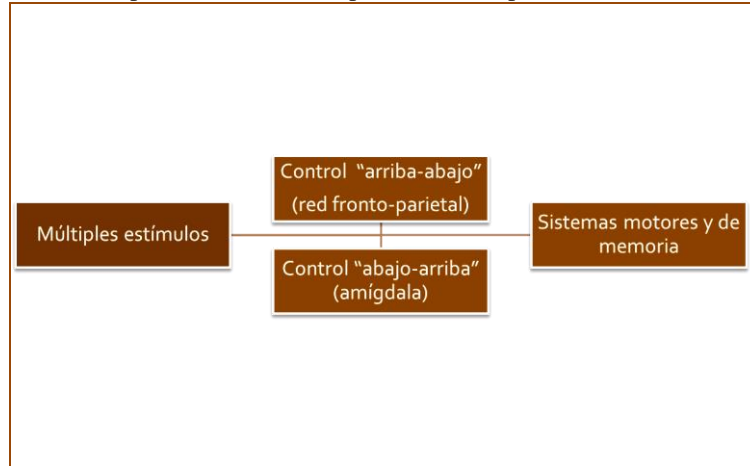 Múltiples estímulos
Control “arriba-abajo”
(red fronto-parietal)
Control “abajo-arriba”
(amígdala)
Sistemas motores y de
memoria